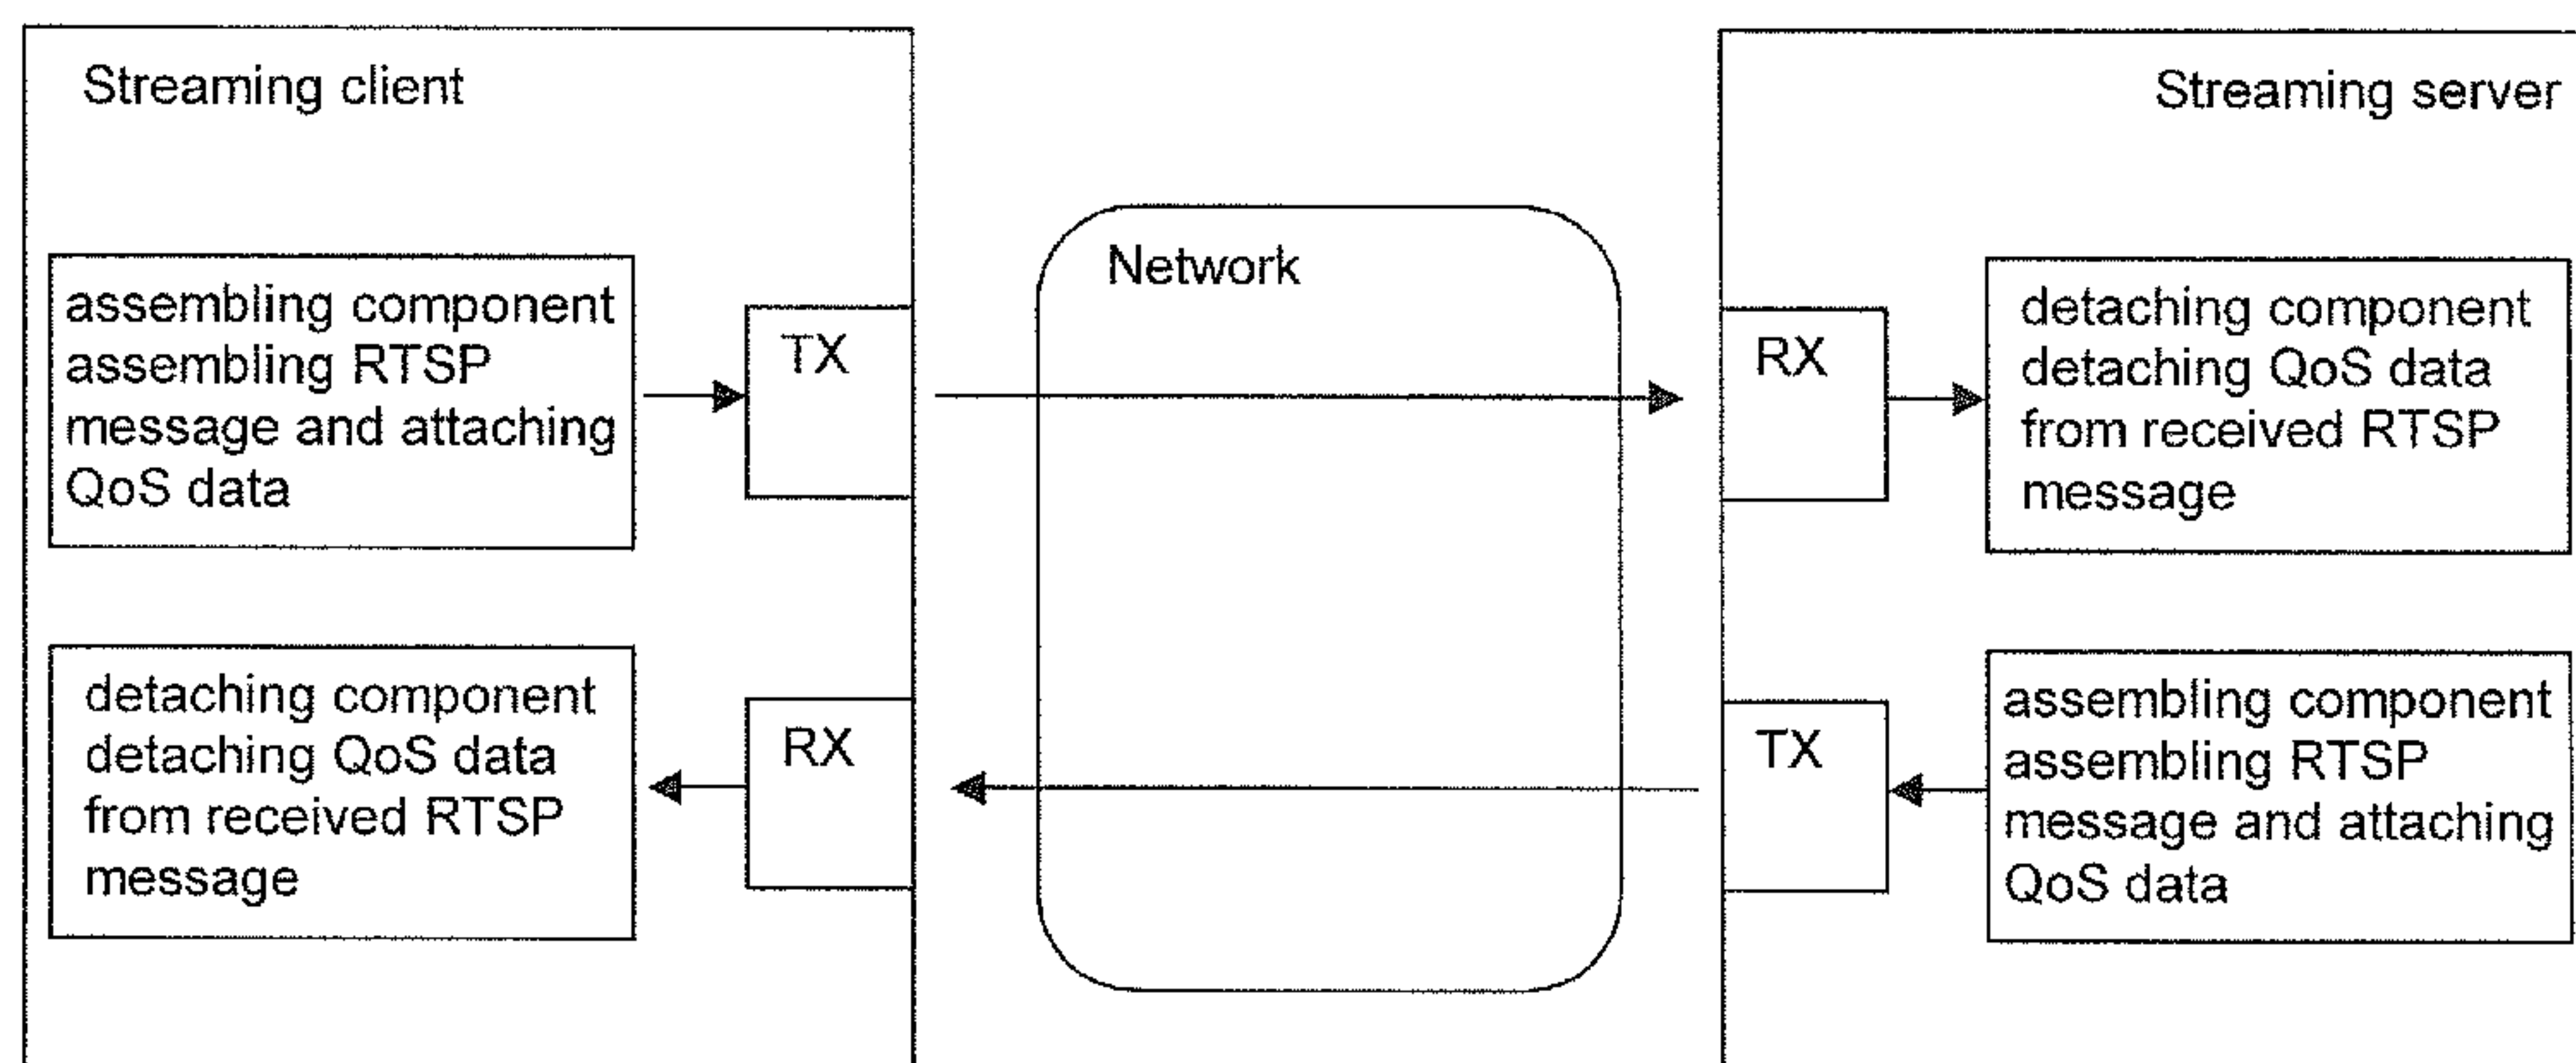 Streaming client
Streaming server
Network
assembling component
assembling RTSP
message and attaching
QoS data
TX
RX
detaching component
detaching QoS data
from received RTSP
message
detaching component
detaching QoS data
from received RTSP
message
RX
TX
assembling component
assembling RTSP
message and attaching
QoS data